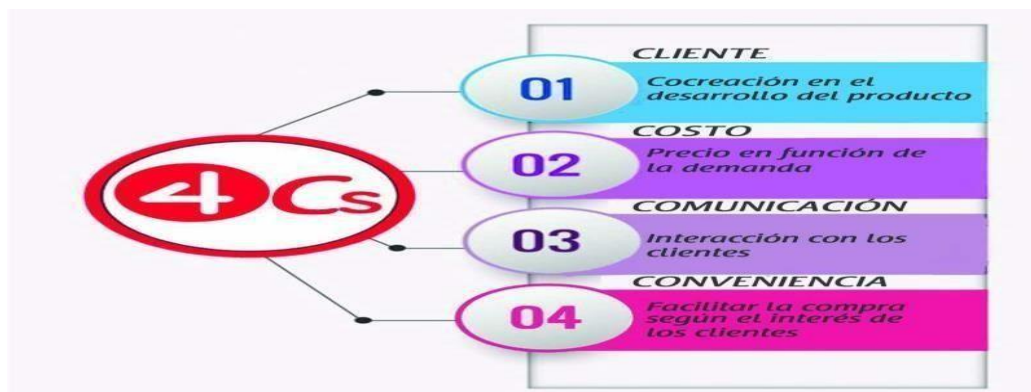 4Cs
CLIENTE
01
Cocreación en el
desarrollo del producto
COSTO
02
Precio en función de
la demanda
COMUNICACIÓN
03
Interacción con los
clientes
CONVENIENCIA
04
Facilitar la compra
según el interés de
los clientes